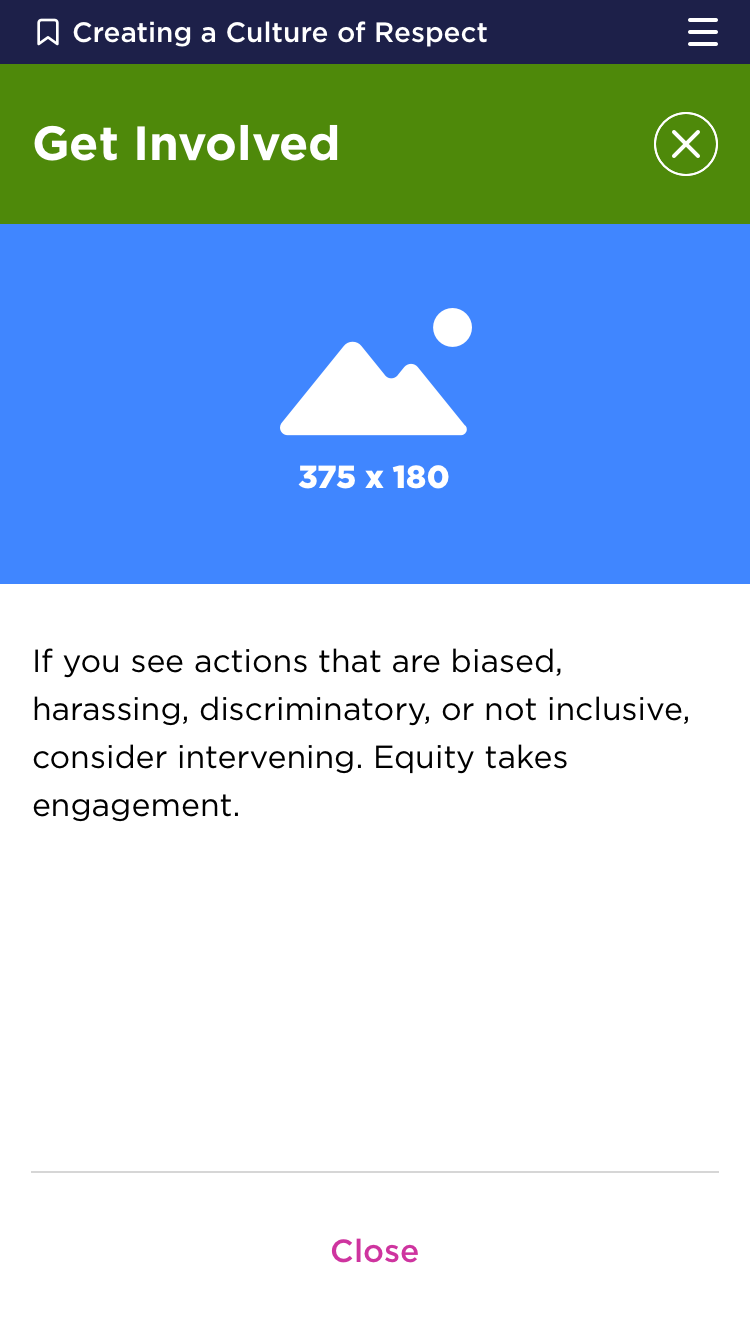 Creating a Culture of Respect
Get Involved
375 x 180
If you see actions that are biased,
harassing, discriminatory, or not inclusive,
consider intervening. Equity takes
engagement.
Close